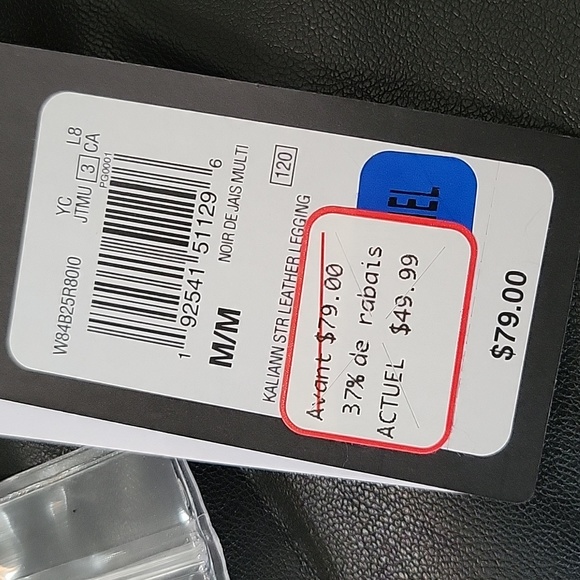 W84B25R80I0 YC L8
JTMU 3 CA
PG0001
1 92541 51129 6
M/M NOIR DE JAIS MULTI
KALIANN STR LEATHER LEGGING 120
Avant $79.00
37% de rabais
ACTUEL $49.99
$79.00